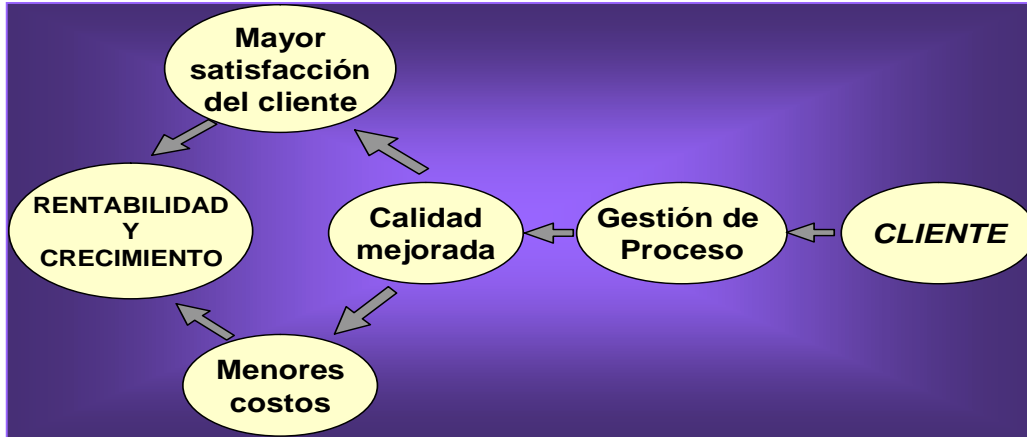 Mayor
satisfacción
del cliente
RENTABILIDAD
Y
CRECIMIENTO
Calidad
mejorada
Gestión de
Proceso
CLIENTE
Menores
costos